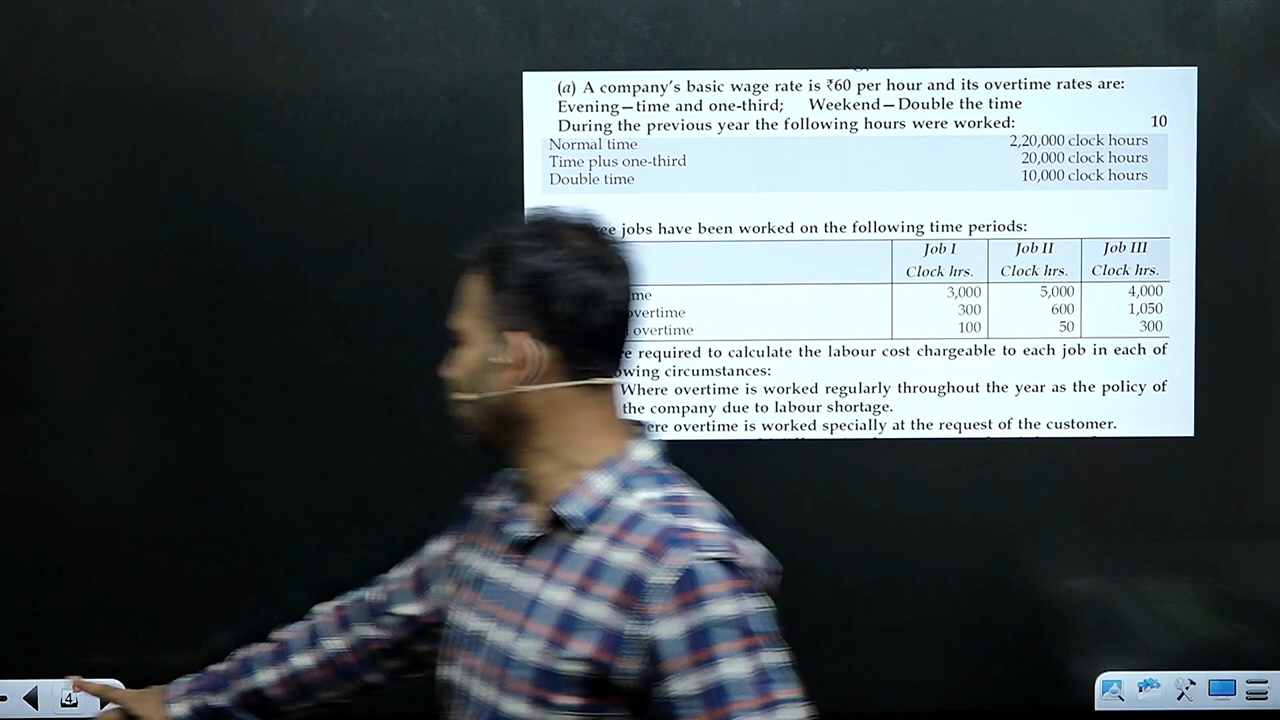 (a) A company's basic wage rate is ₹60 per hour and its overtime rates are:
Evening—time and one-third; Weekend—Double the time
During the previous year the following hours were worked: 10
Normal time 2,20,000 clock hours
Time plus one-third 20,000 clock hours
Double time 10,000 clock hours
jobs have been worked on the following time periods:
Job I Job II Job III
Clock hrs. Clock hrs. Clock hrs.
3,000 5,000 4,000
overtime 300 600 1,050
overtime 100 50 300
required to calculate the labour cost chargeable to each job in each of
circumstances:
Where overtime is worked regularly throughout the year as the policy of
the company due to labour shortage.
overtime is worked specially at the request of the customer.
4